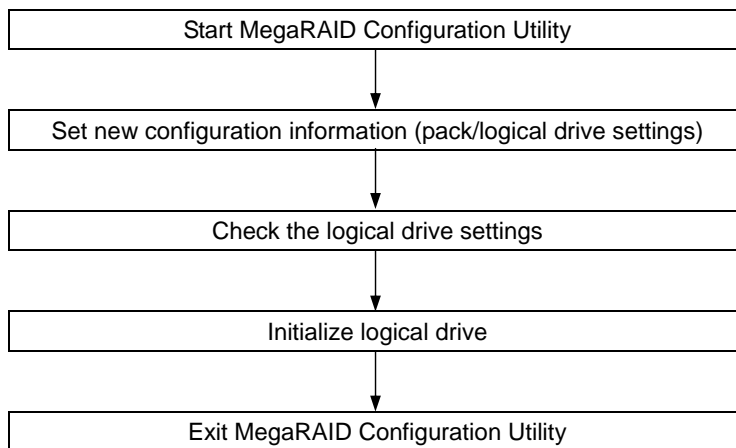 Start MegaRAID Configuration Utility
Set new configuration information (pack/logical drive settings)
Check the logical drive settings
Initialize logical drive
Exit MegaRAID Configuration Utility